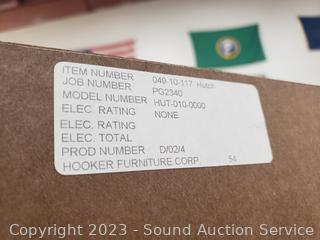 ITEM NUMBER 049-10-117 Hutch
JOB NUMBER PG2340
MODEL NUMBER HUT-010-0000
ELEC. RATING NONE
ELEC. RATING
ELEC. TOTAL
PROD NUMBER D/02/4
HOOKER FURNITURE CORP. 54
Copyright 2023 - Sound Auction Service